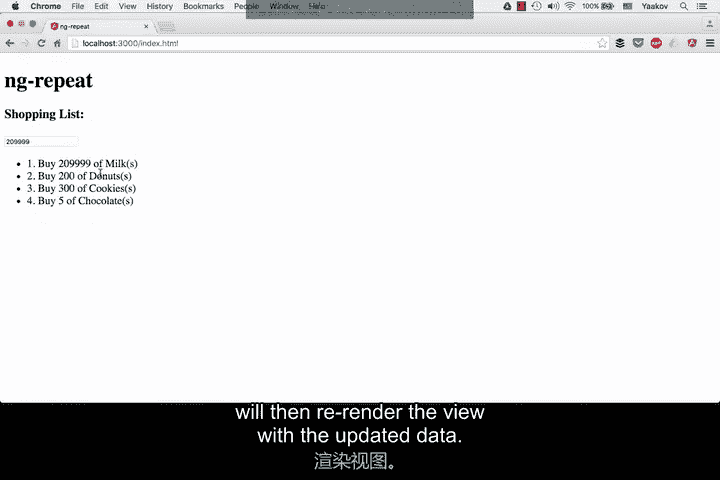 Chrome File Edit View History Bookmarks People Window Help 100% Yaakov
ng-repeat
localhost:3000/index.html
ng-repeat
Shopping List:
209999
1. Buy 209999 of Milk(s)
2. Buy 200 of Donuts(s)
3. Buy 300 of Cookies(s)
4. Buy 5 of Chocolate(s)
will then re-render the view
with the updated data.
渲染视图。